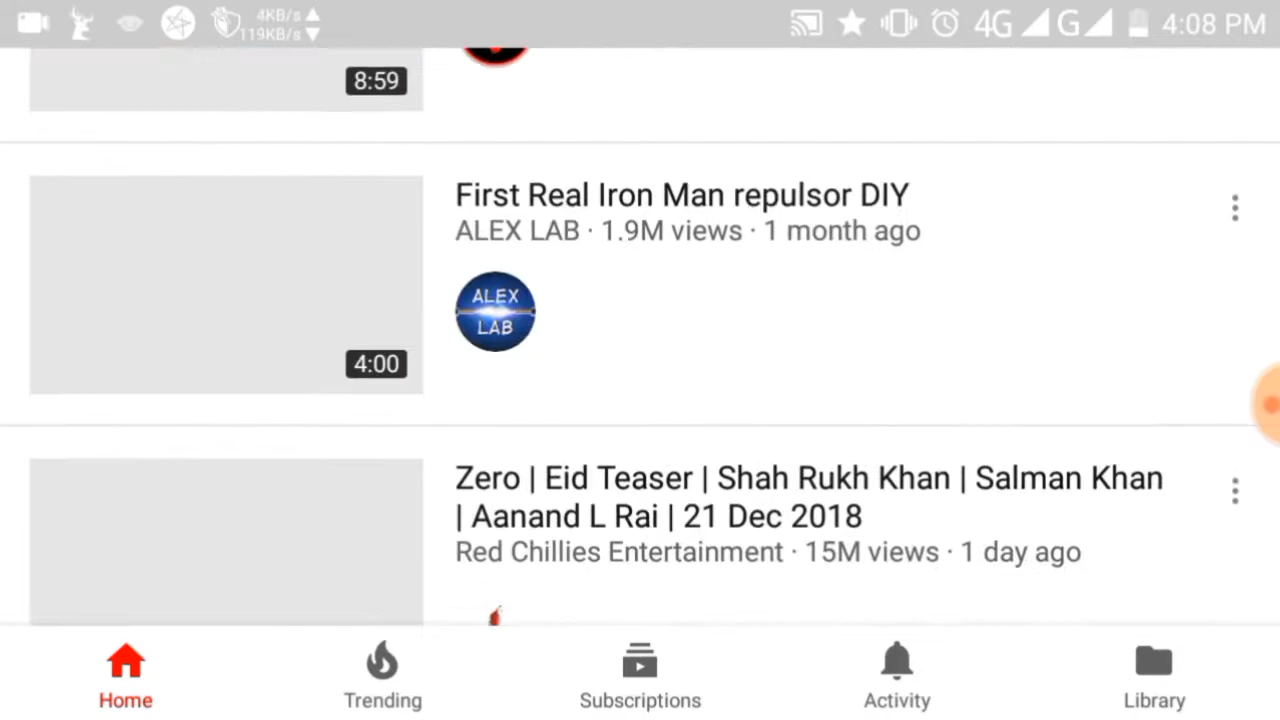 4KB/s
119KB/s
4G G 4:08 PM
8:59
First Real Iron Man repulsor DIY
ALEX LAB · 1.9M views · 1 month ago
ALEX
LAB
4:00
Zero | Eid Teaser | Shah Rukh Khan | Salman Khan
| Aanand L Rai | 21 Dec 2018
Red Chillies Entertainment · 15M views · 1 day ago
Home Trending Subscriptions Activity Library